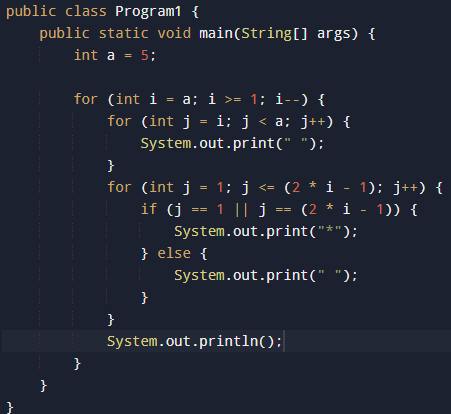 public class Program1 {
    public static void main(String[] args) {
        int a = 5;

        for (int i = a; i >= 1; i--) {
            for (int j = i; j < a; j++) {
                System.out.print(" ");
            }
            for (int j = 1; j <= (2 * i - 1); j++) {
                if (j == 1 || j == (2 * i - 1)) {
                    System.out.print("*");
                } else {
                    System.out.print(" ");
                }
            }
            System.out.println();
        }
    }
}